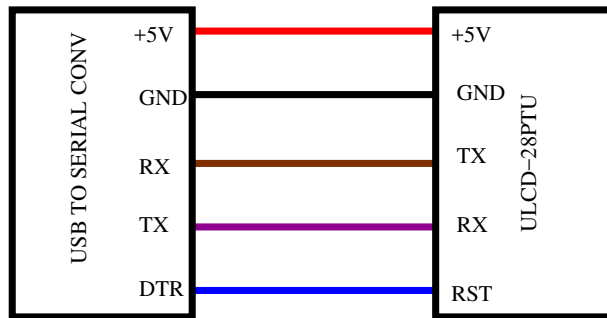 USB TO SERIAL CONV
+5V
GND
RX
TX
DTR
+5V
GND
TX
RX
RST
ULCD−28PTU